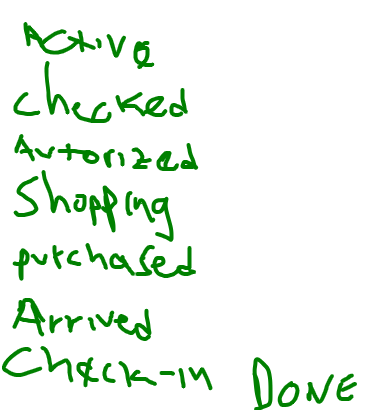 Active
checked
Autorized
Shopping
purchased
Arrived
Check-in DONE